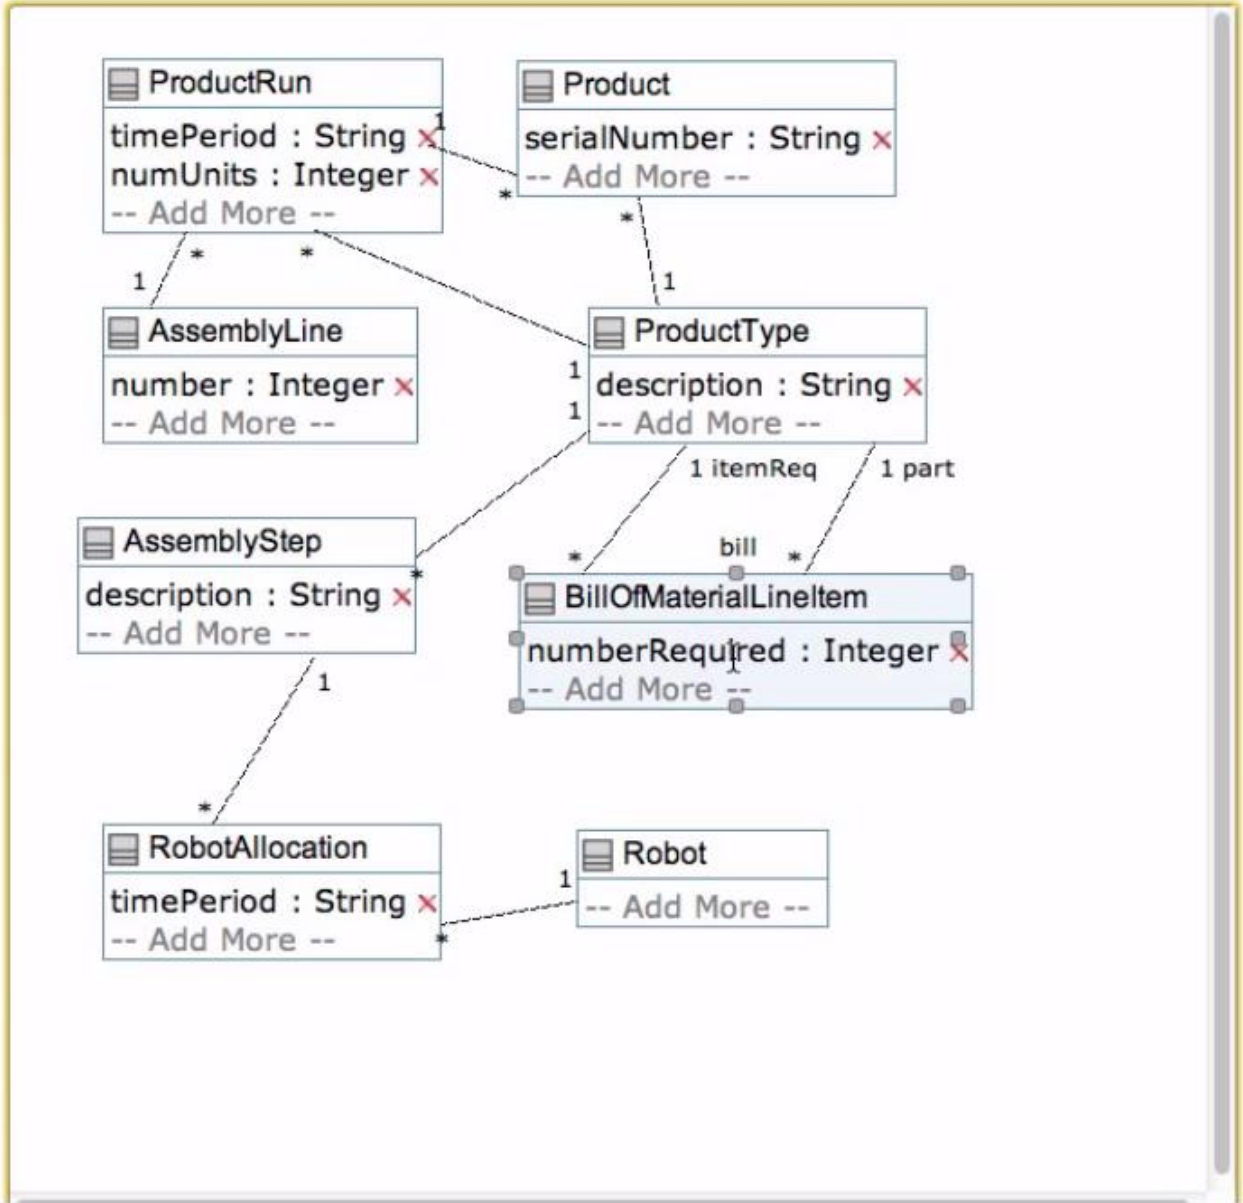 ProductRun
timePeriod : String
numUnits : Integer
-- Add More --
1
Product
serialNumber : String
-- Add More --
*
*
1
*
*
1
AssemblyLine
number : Integer
-- Add More --
ProductType
description : String
-- Add More --
1
1
1 itemReq
1 part
AssemblyStep
description : String
-- Add More --
*
*
bill
*
BillOfMaterialLineItem
numberRequired : Integer
-- Add More --
1
*
RobotAllocation
timePeriod : String
-- Add More --
*
1
Robot
-- Add More --